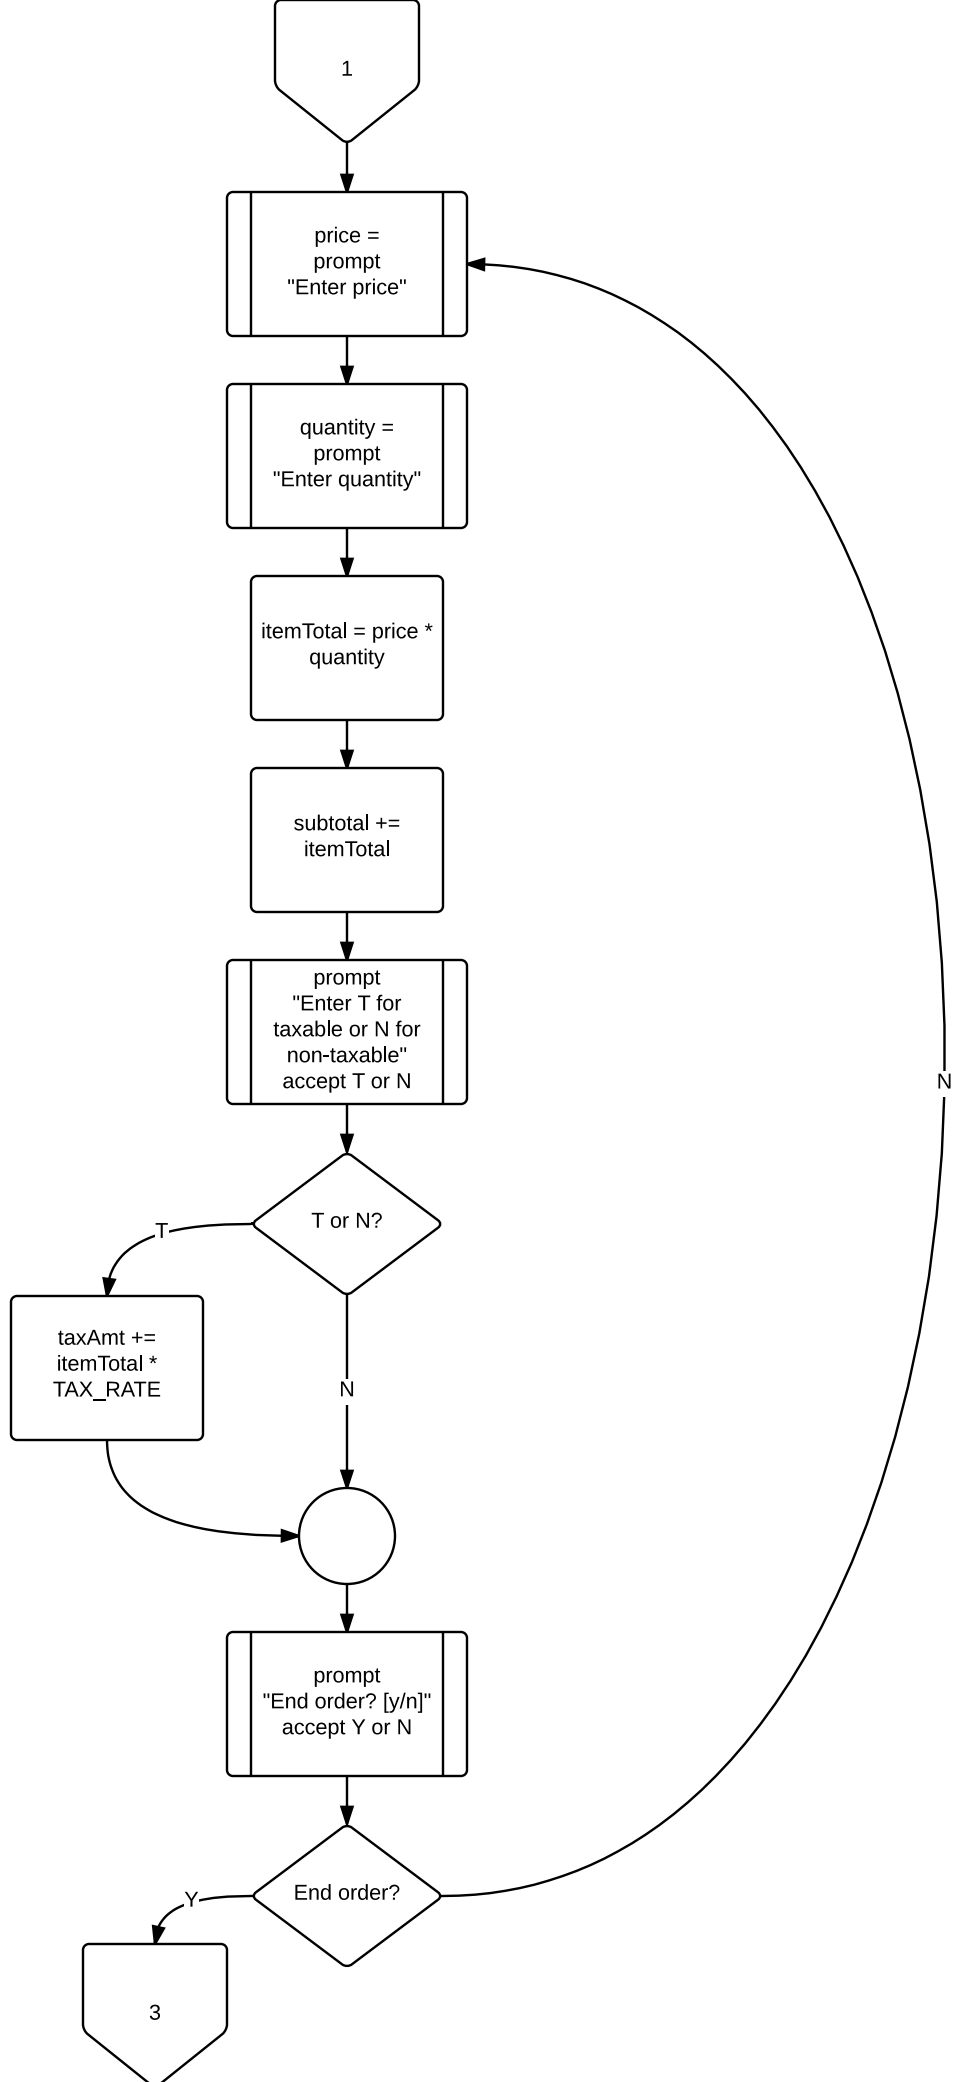 1
price =
prompt
"Enter price"
quantity =
prompt
"Enter quantity"
itemTotal = price *
quantity
subtotal +=
itemTotal
prompt
"Enter T for
taxable or N for
non-taxable"
accept T or N
T or N?
T
taxAmt +=
itemTotal *
TAX_RATE
N
prompt
"End order? [y/n]"
accept Y or N
End order?
N
Y
3